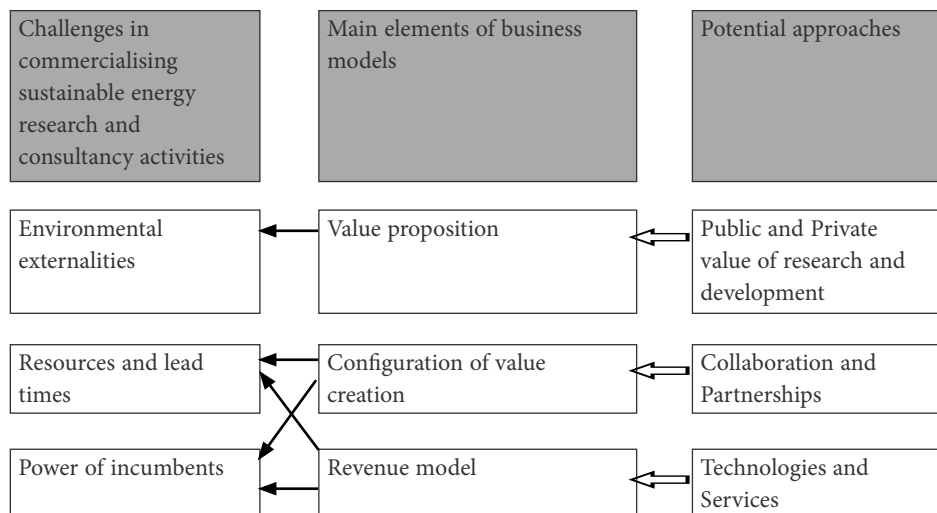 Challenges in
commercialising
sustainable energy
research and
consultancy activities
Main elements of business
models
Potential approaches
Environmental
externalities
Value proposition
Public and Private
value of research and
development
Resources and lead
times
Configuration of value
creation
Collaboration and
Partnerships
Power of incumbents
Revenue model
Technologies and
Services